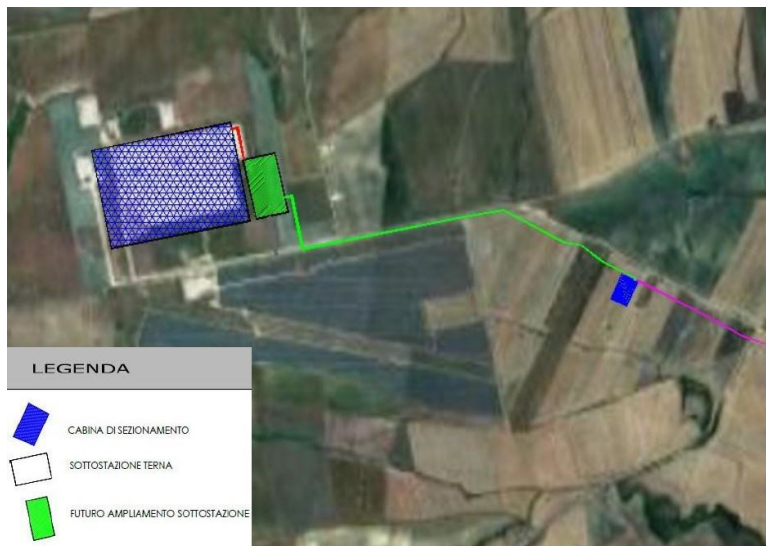 LEGENDA
CABINA DI SEZIONAMENTO
SOTTOSTAZIONE TERNA
FUTURO AMPLIAMENTO SOTTOSTAZIONE